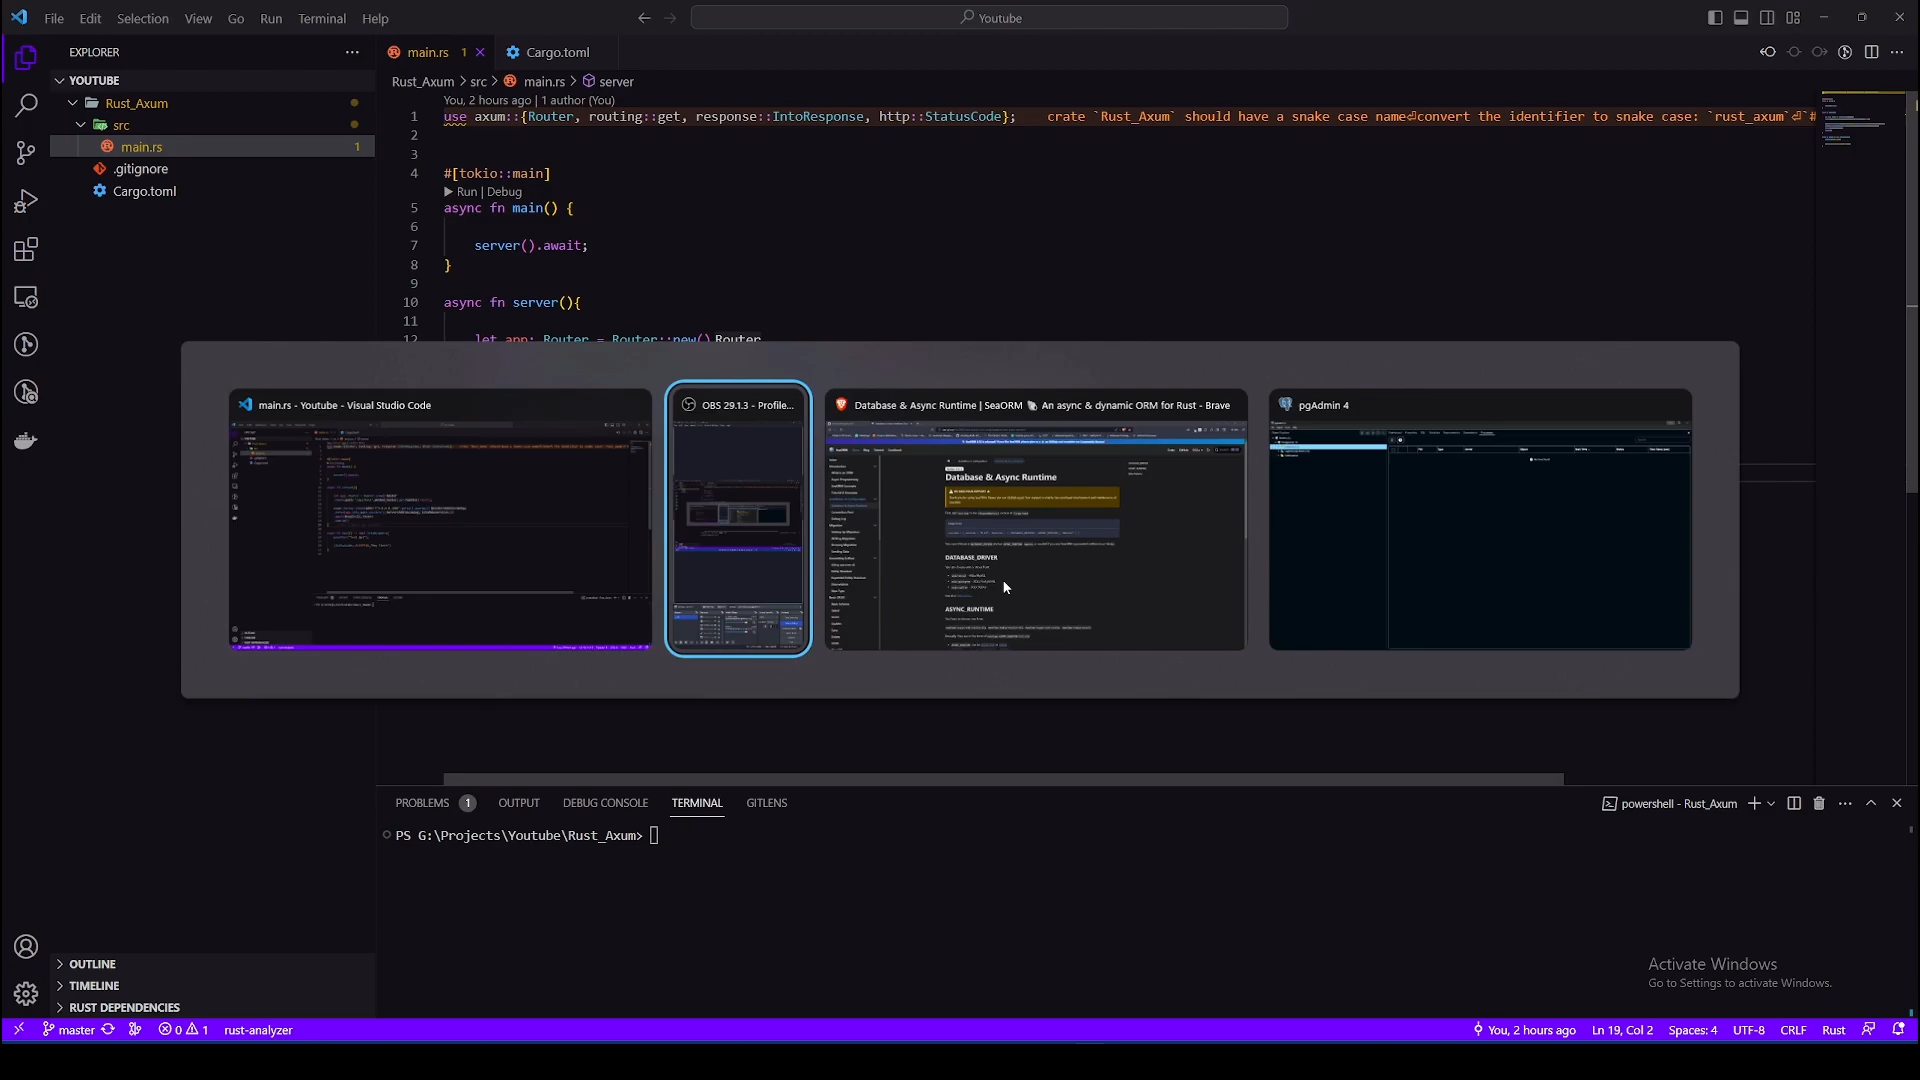 File Edit Selection View Go Run Terminal Help
Youtube
EXPLORER
YOUTUBE
Rust_Axum
src
main.rs 1
.gitignore
Cargo.toml
OUTLINE
TIMELINE
RUST DEPENDENCIES
main.rs 1
Cargo.toml
Rust_Axum > src > main.rs > server
You, 2 hours ago | 1 author (You)
1 use axum::{Router, routing::get, response::IntoResponse, http::StatusCode}; crate `Rust_Axum` should have a snake case name⏎convert the identifier to snake case: `rust_axum`⏎`#
2
3
4 #[tokio::main]
Run | Debug
5 async fn main() {
6
7 server().await;
8 }
9
10 async fn server(){
11
12 let app: Router = Router::new() Router
main.rs - Youtube - Visual Studio Code
OBS 29.1.3 - Profile...
Database & Async Runtime | SeaORM 🐚 An async & dynamic ORM for Rust - Brave
Database & Async Runtime
DATABASE_DRIVER
ASYNC_RUNTIME
pgAdmin 4
PROBLEMS 1 OUTPUT DEBUG CONSOLE TERMINAL GITLENS
powershell - Rust_Axum
PS G:\Projects\Youtube\Rust_Axum>
Activate Windows
Go to Settings to activate Windows.
master 0 1 rust-analyzer
You, 2 hours ago Ln 19, Col 2 Spaces: 4 UTF-8 CRLF Rust